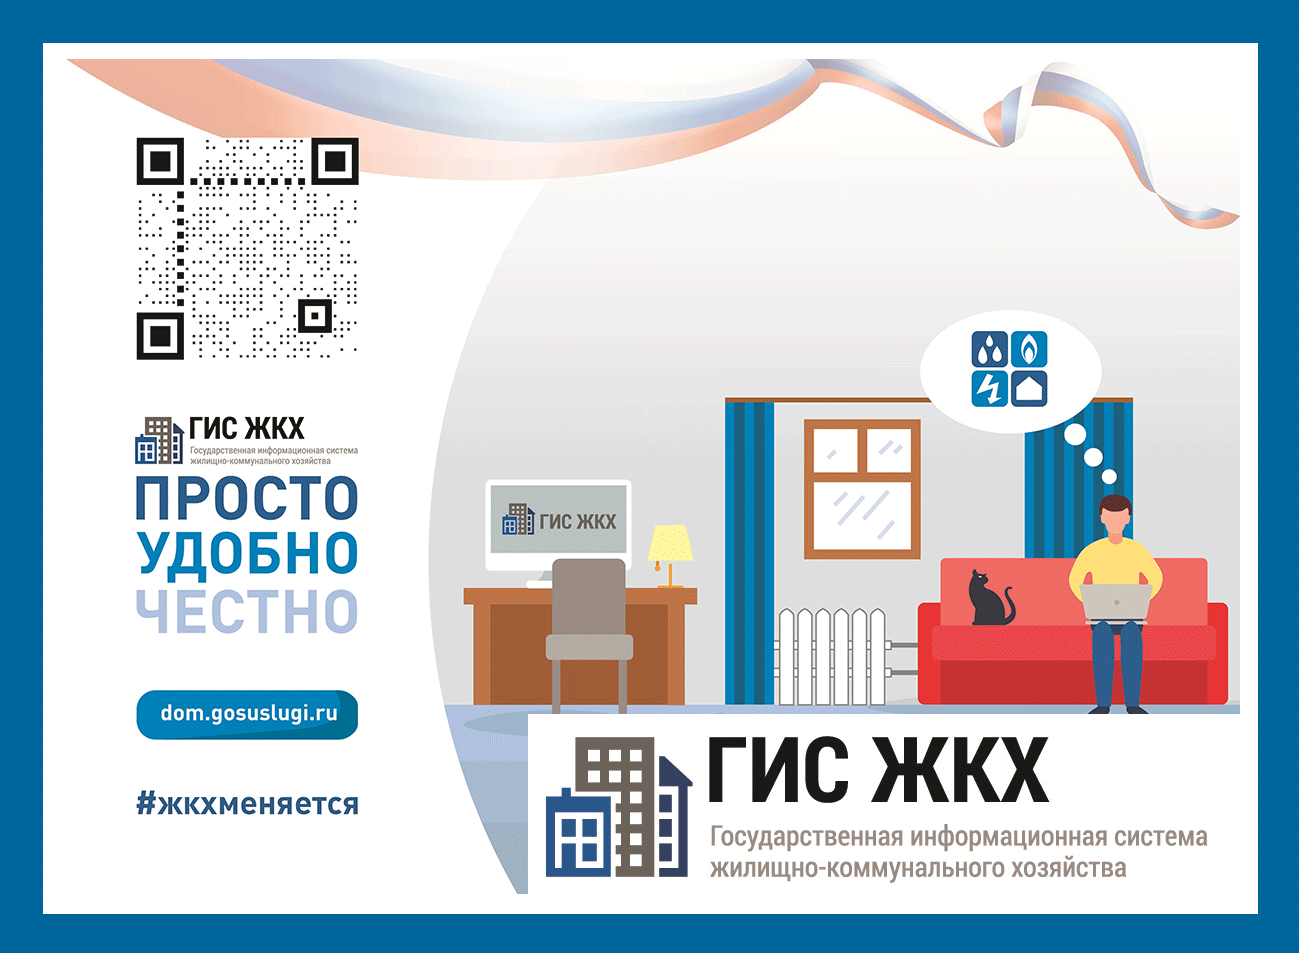 ГИС ЖКХ
Государственная информационная система
жилищно-коммунального хозяйства
ПРОСТО
УДОБНО
ЧЕСТНО
dom.gosuslugi.ru
#жкхменяется
ГИС ЖКХ
ГИС ЖКХ
Государственная информационная система
жилищно-коммунального хозяйства